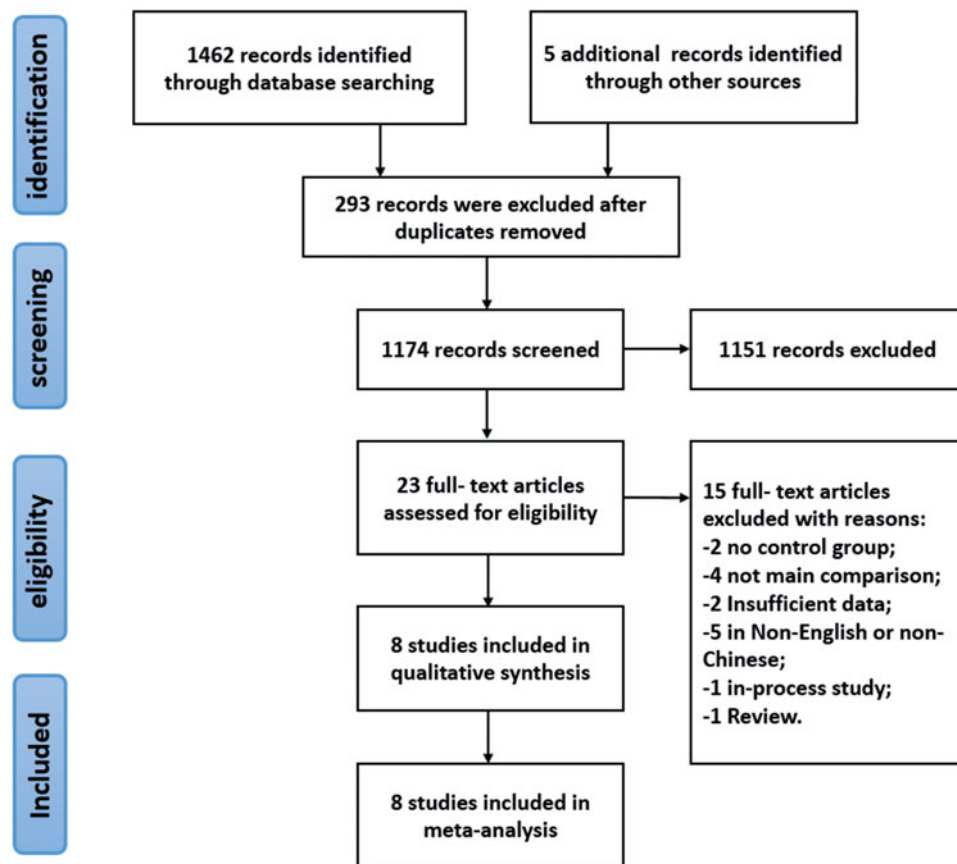 identification
1462 records identified
through database searching
5 additional records identified
through other sources
293 records were excluded after
duplicates removed
screening
1174 records screened
1151 records excluded
eligibility
23 full- text articles
assessed for eligibility
15 full- text articles
excluded with reasons:
-2 no control group;
-4 not main comparison;
-2 Insufficient data;
-5 in Non-English or non-
Chinese;
-1 in-process study;
-1 Review.
8 studies included in
qualitative synthesis
Included
8 studies included in
meta-analysis